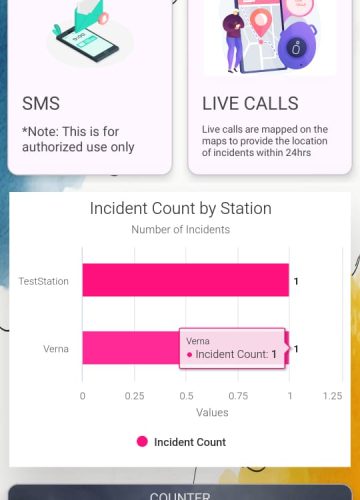 SMS
*Note: This is for
authorized use only
LIVE CALLS
Live calls are mapped on the
maps to provide the location
of incidents within 24hrs
Incident Count by Station
Number of Incidents
TestStation
1
Verna
Verna
● Incident Count: 1
1
0 0.25 0.5 0.75 1 1.25
Values
Incident Count
COUNTER